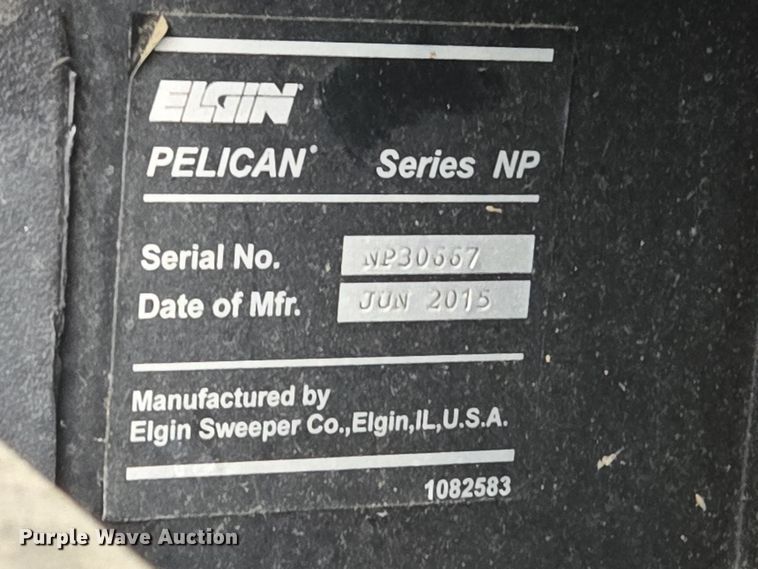 ELGIN
PELICAN® Series NP
Serial No. NP30667
Date of Mfr. JUN 2015
Manufactured by
Elgin Sweeper Co.,Elgin,IL,U.S.A.
1082583
Purple Wave Auction